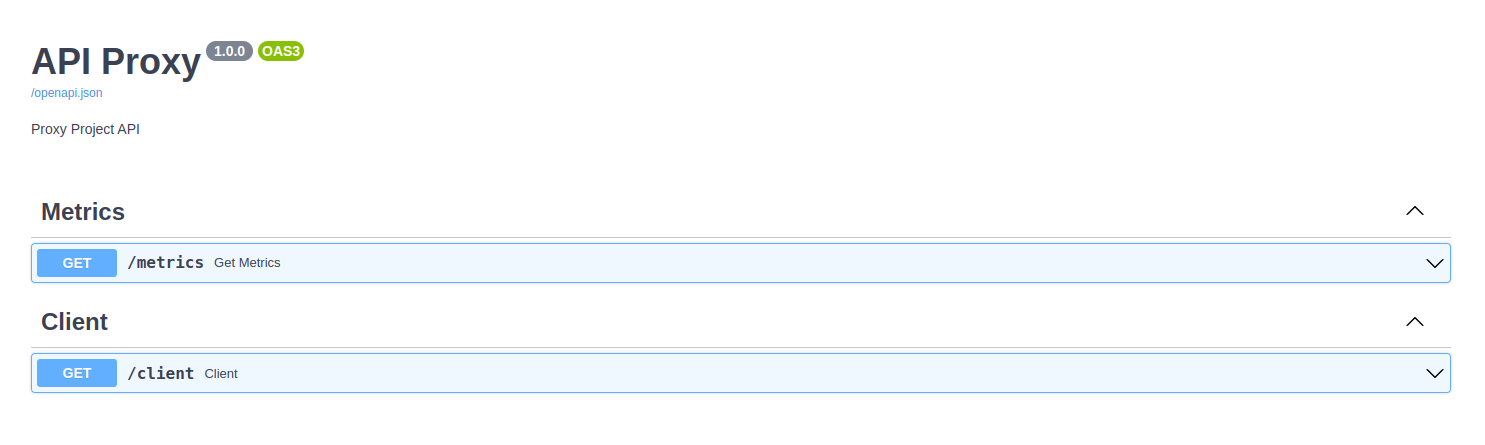 API Proxy 1.0.0 OAS3
/openapi.json
Proxy Project API
Metrics
GET /metrics Get Metrics
Client
GET /client Client